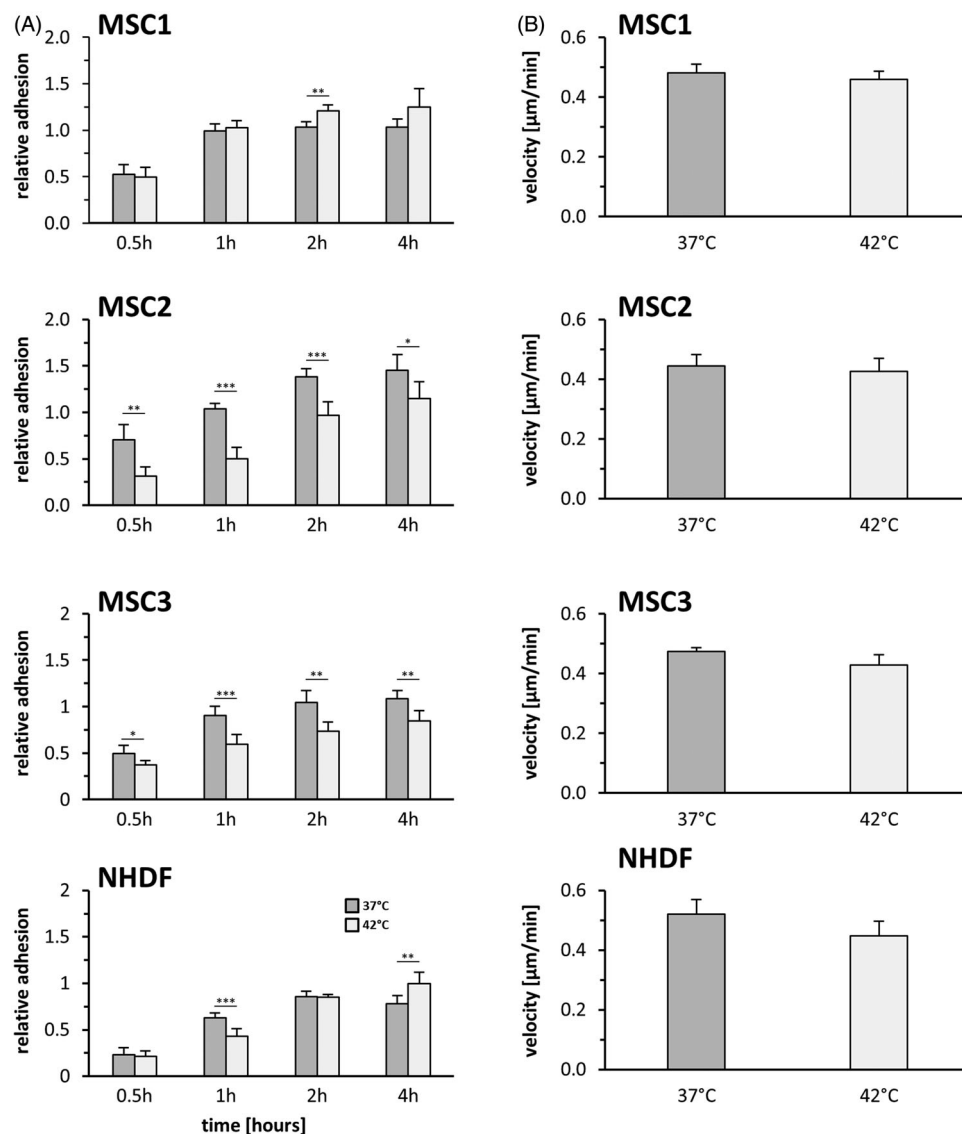 (A) MSC1
relative adhesion
2.0
1.5
1.0
0.5
0.0
**
0.5h 1h 2h 4h
MSC2
relative adhesion
2.0
1.5
1.0
0.5
0.0
** *** *** *
0.5h 1h 2h 4h
MSC3
relative adhesion
2
1.5
1
0.5
0
* *** ** **
0.5h 1h 2h 4h
NHDF
relative adhesion
2
1.5
1
0.5
0
37°C
42°C
*** **
0.5h 1h 2h 4h
time [hours]
(B) MSC1
velocity [µm/min]
0.6
0.4
0.2
0.0
37°C 42°C
MSC2
velocity [µm/min]
0.6
0.4
0.2
0.0
37°C 42°C
MSC3
velocity [µm/min]
0.6
0.4
0.2
0.0
37°C 42°C
NHDF
velocity [µm/min]
0.6
0.4
0.2
0.0
37°C 42°C